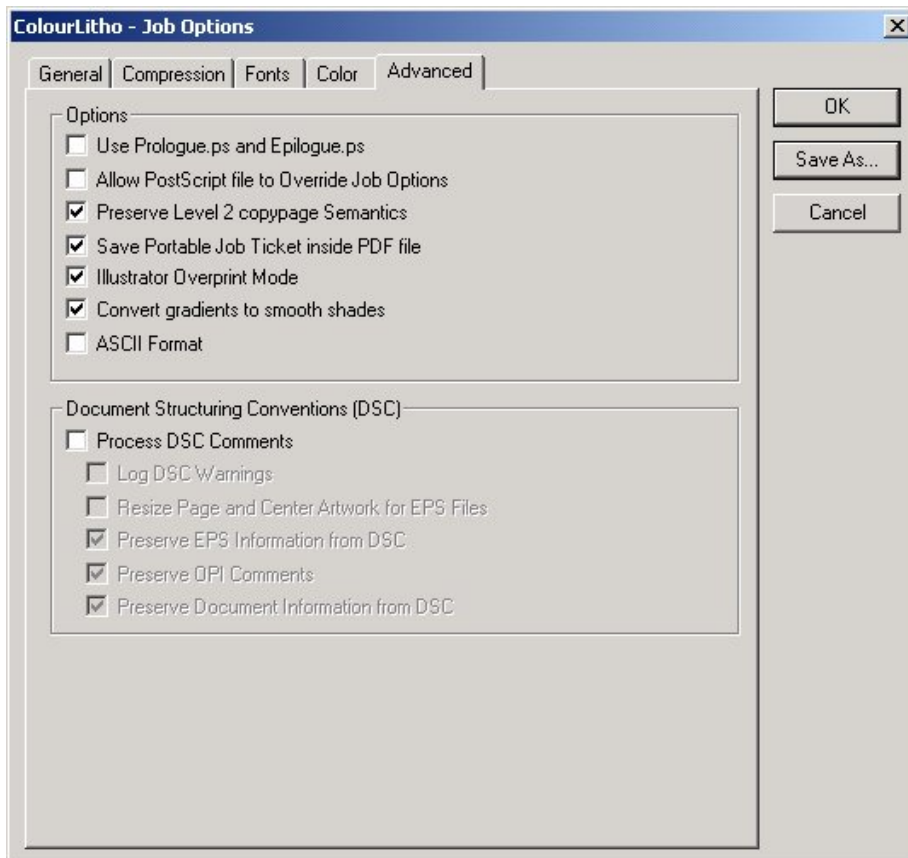 ColourLitho - Job Options
General
Compression
Fonts
Color
Advanced
OK
Save As...
Cancel
Options
Use Prologue.ps and Epilogue.ps
Allow PostScript file to Override Job Options
Preserve Level 2 copypage Semantics
Save Portable Job Ticket inside PDF file
Illustrator Overprint Mode
Convert gradients to smooth shades
ASCII Format
Document Structuring Conventions (DSC)
Process DSC Comments
Log DSC Warnings
Resize Page and Center Artwork for EPS Files
Preserve EPS Information from DSC
Preserve OPI Comments
Preserve Document Information from DSC